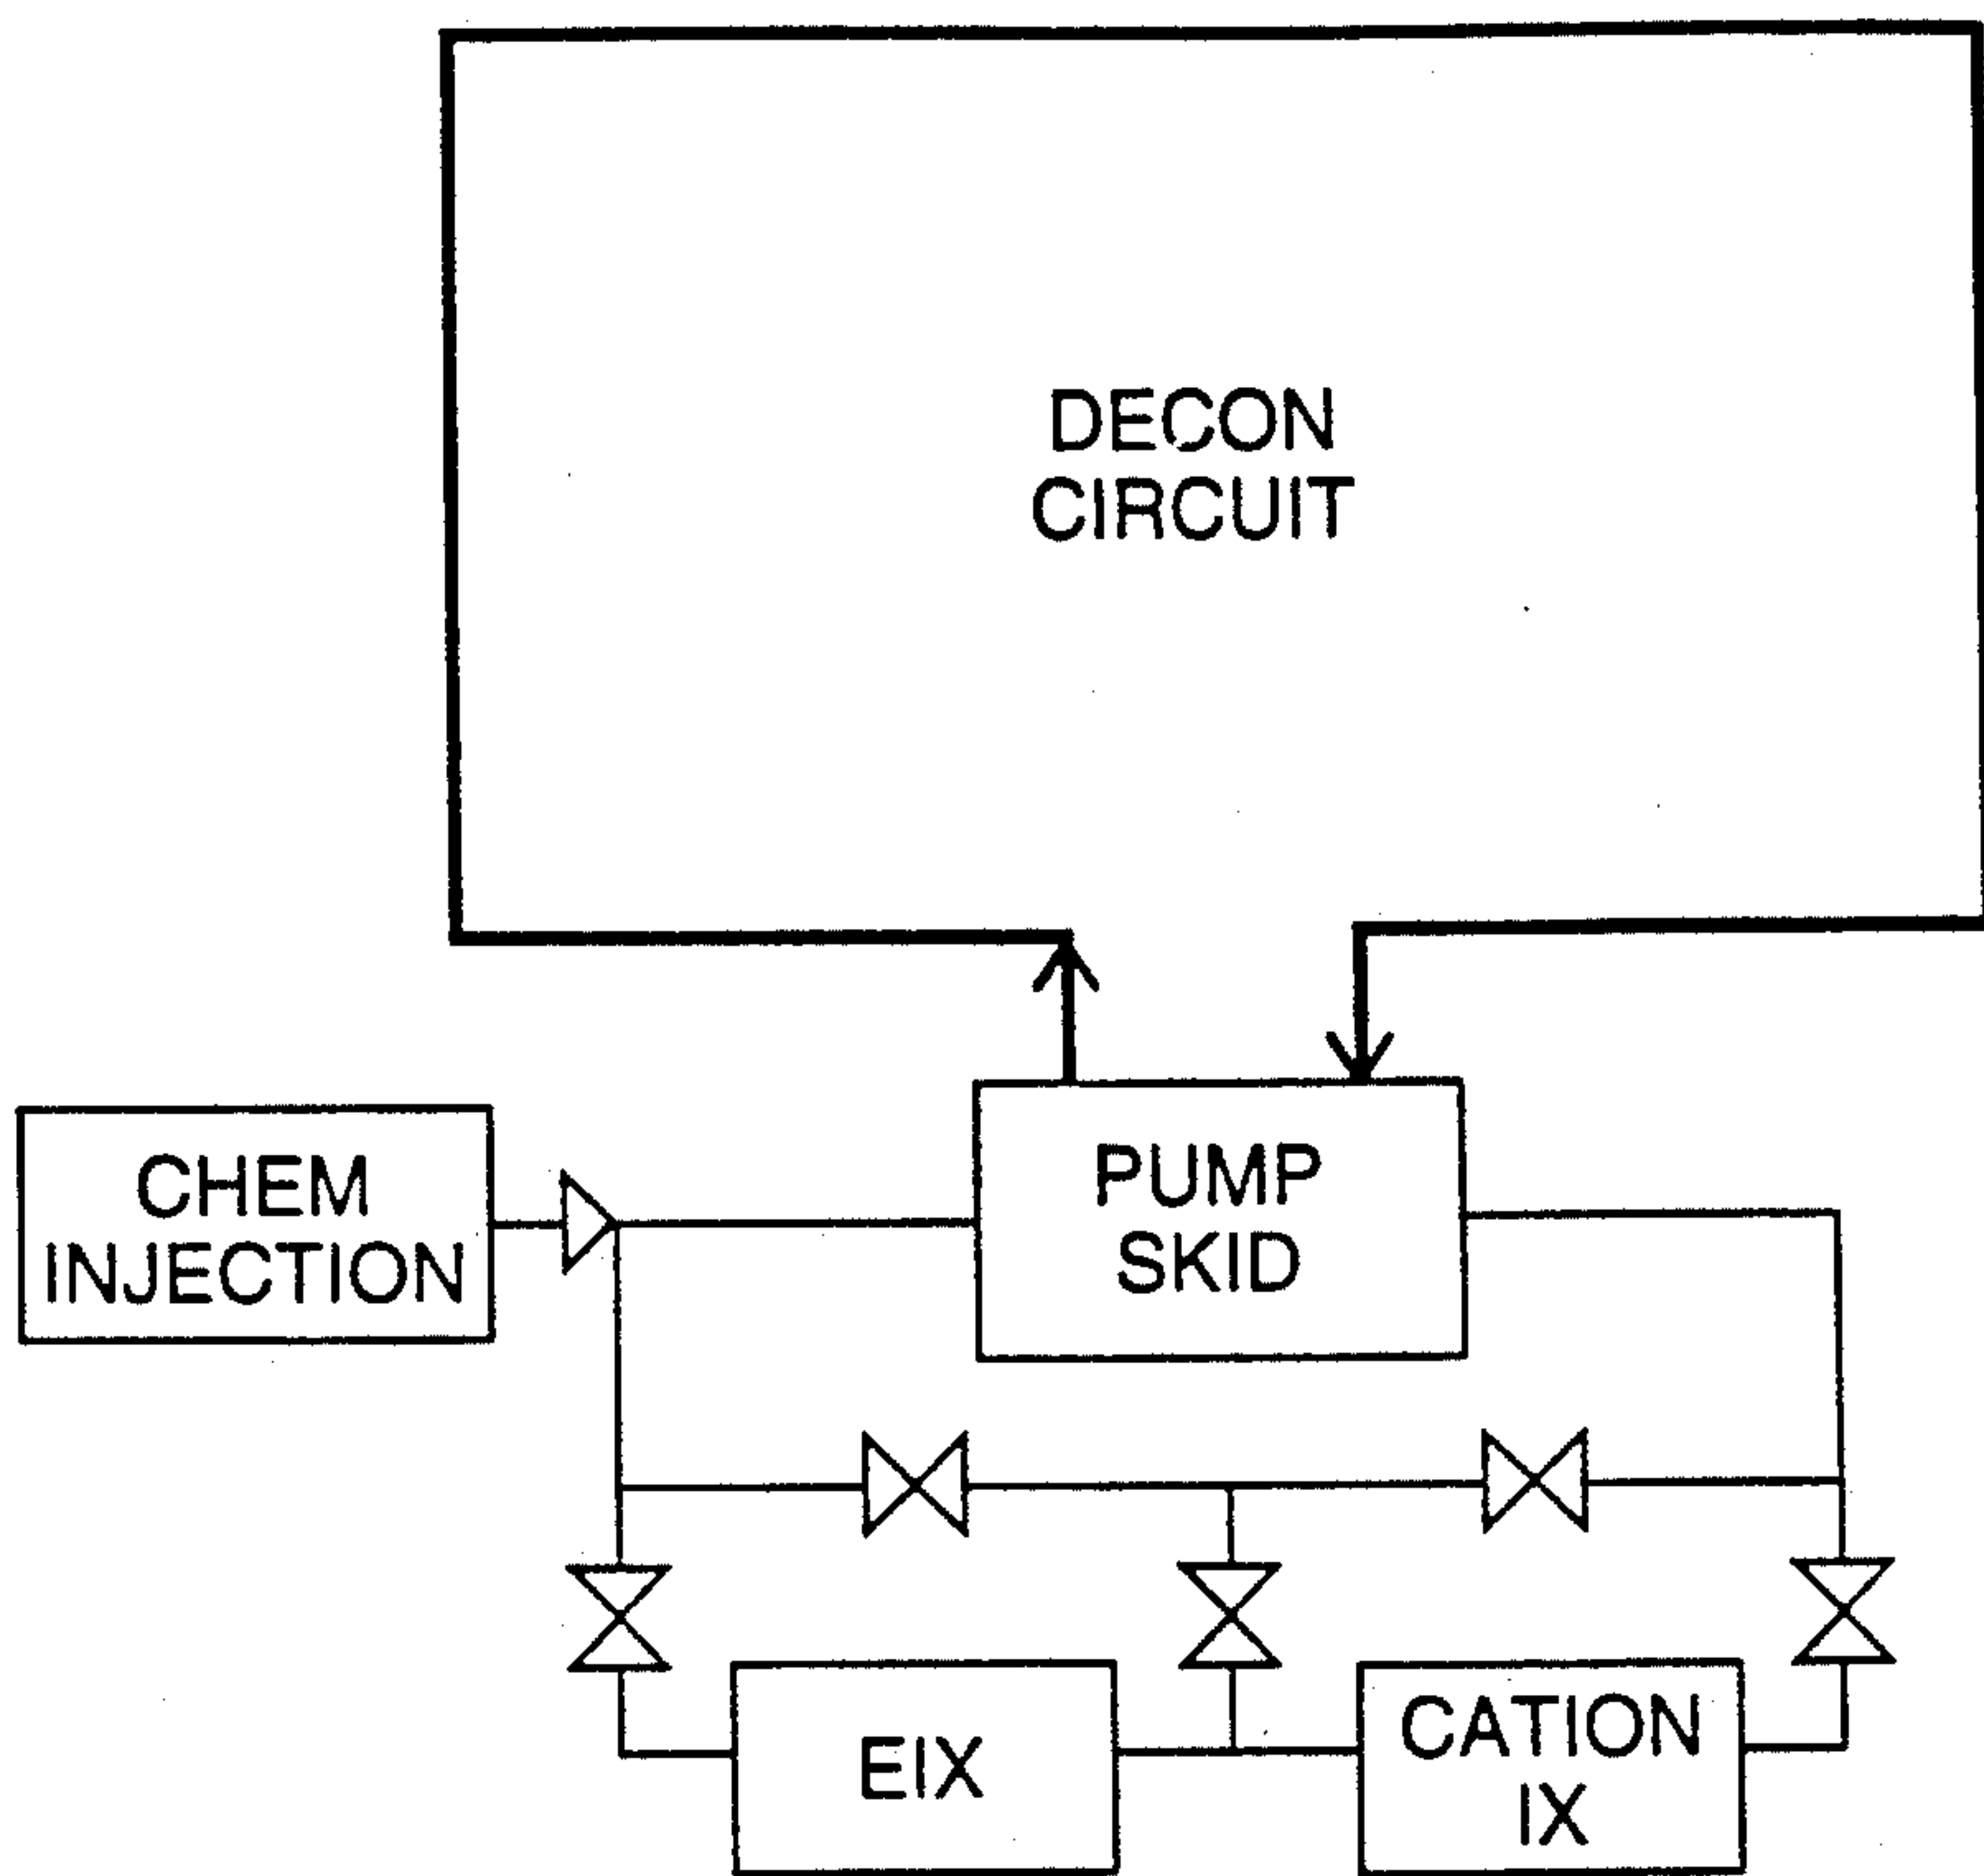 DECON
CIRCUIT
CHEM
INJECTION
PUMP
SKID
EIX
CATION
IX